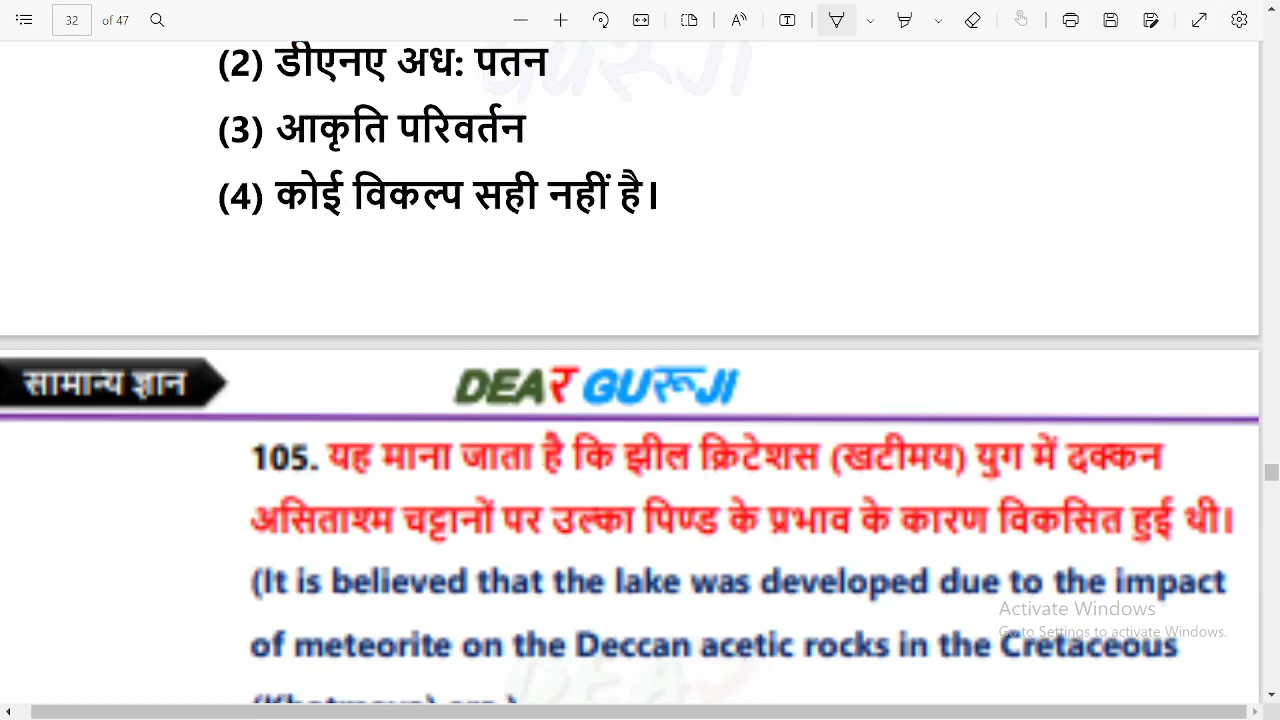 32 of 47
(2) डीएनए अध: पतन
(3) आकृति परिवर्तन
(4) कोई विकल्प सही नहीं है।
सामान्य ज्ञान
DEAर GUरूJI
105. यह माना जाता है कि झील क्रिटेशस (खटीमय) युग में दक्कन
असिताश्म चट्टानों पर उल्का पिण्ड के प्रभाव के कारण विकसित हुई थी।
(It is believed that the lake was developed due to the impact
Activate Windows
Go to Settings to activate Windows.
of meteorite on the Deccan acetic rocks in the Cretaceous